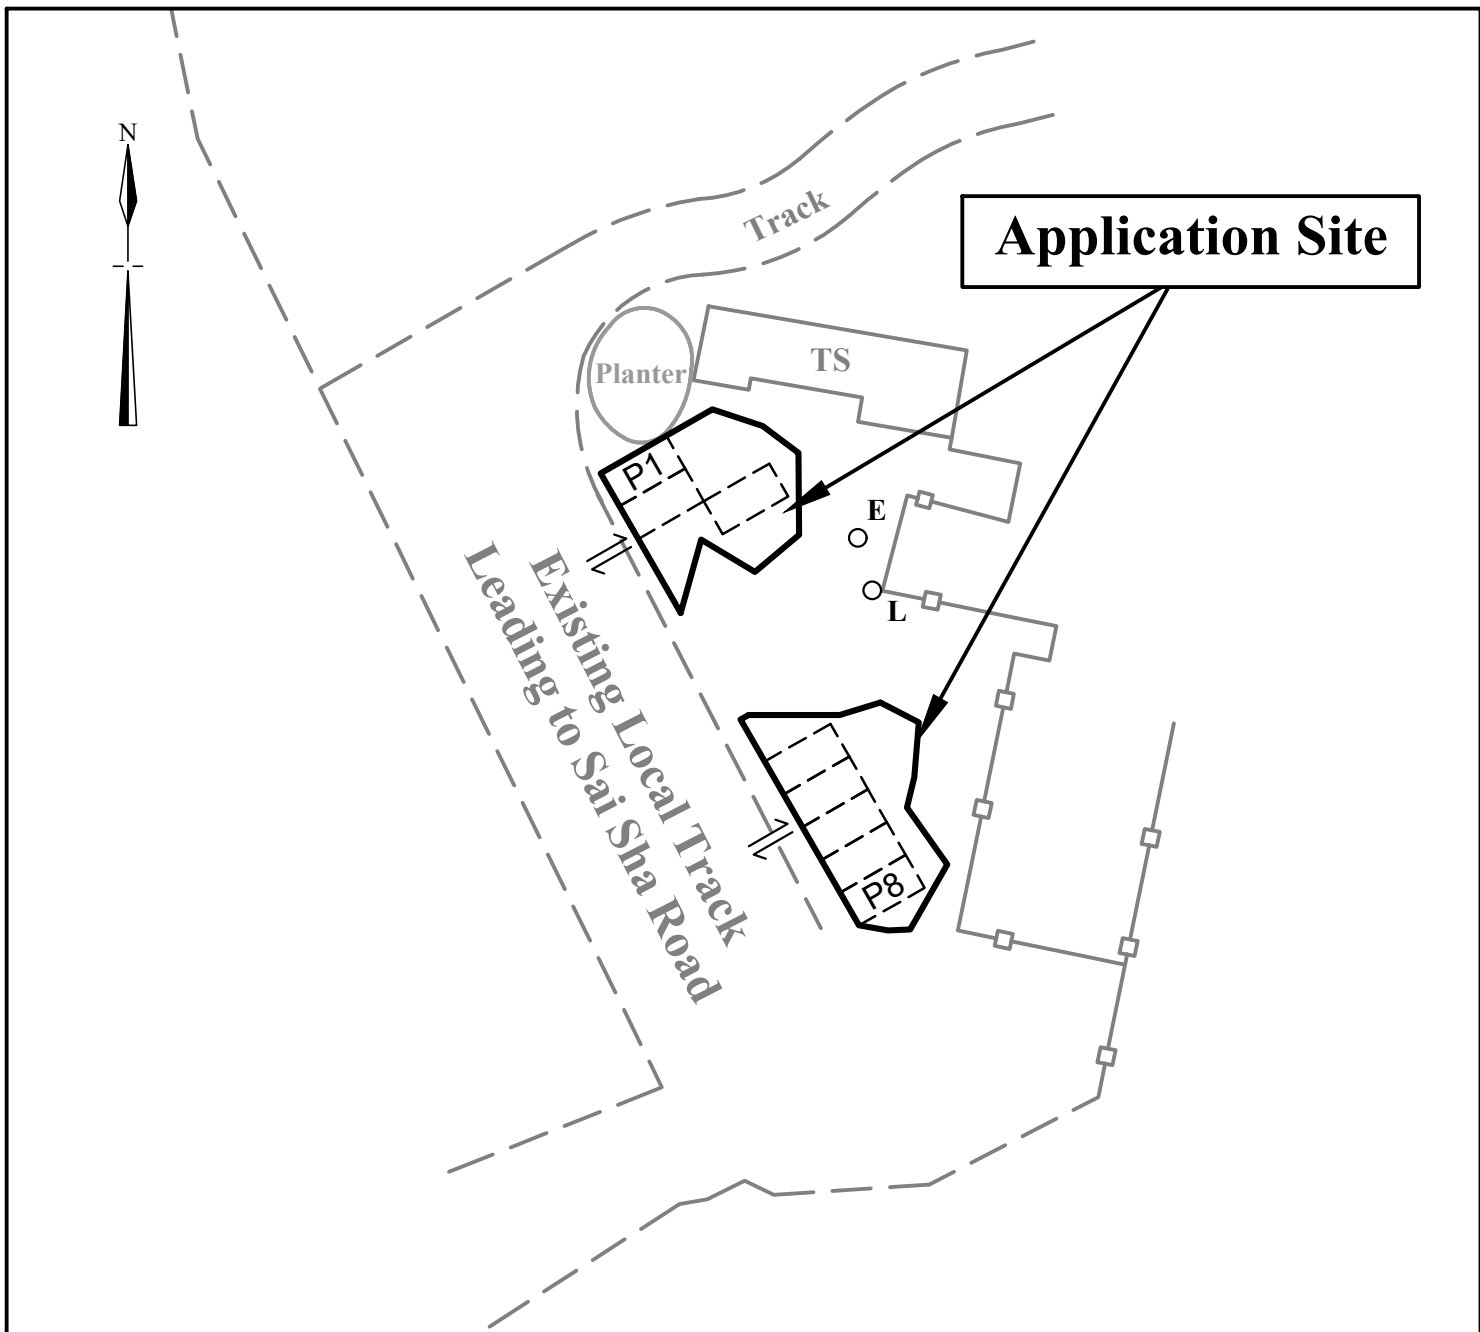 N
Track
Application Site
Planter
TS
P1
E
L
Existing Local Track
Leading to Sai Sha Road
P8